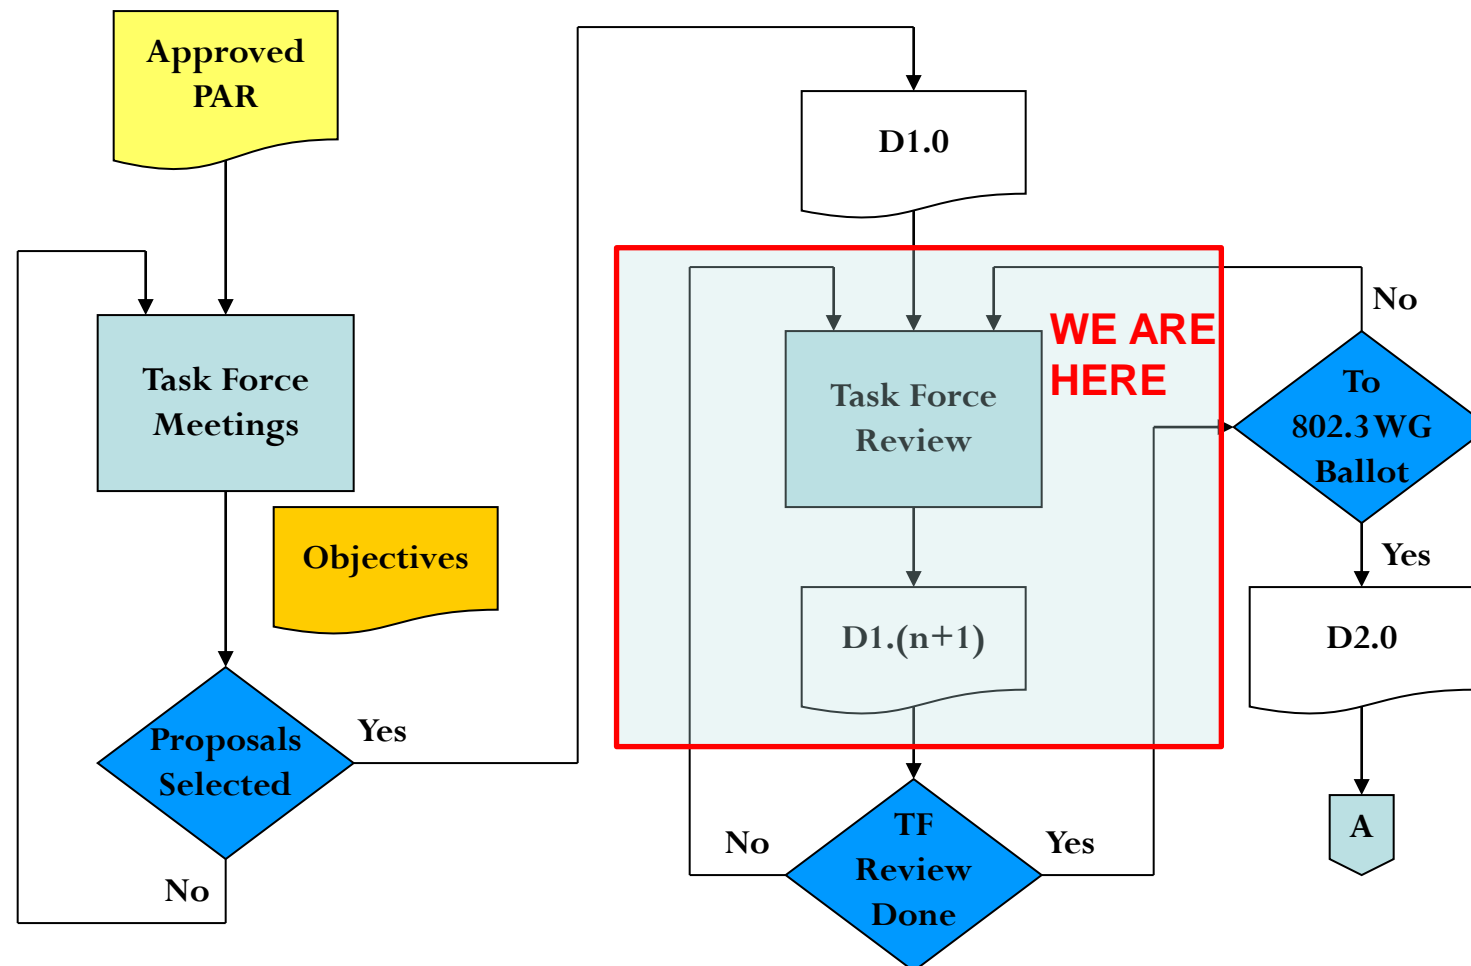 Approved
PAR
Task Force
Meetings
Objectives
Proposals
Selected
Yes
No
D1.0
WE ARE
HERE
Task Force
Review
D1.(n+1)
TF
Review
Done
No
Yes
No
To
802.3 WG
Ballot
Yes
D2.0
A